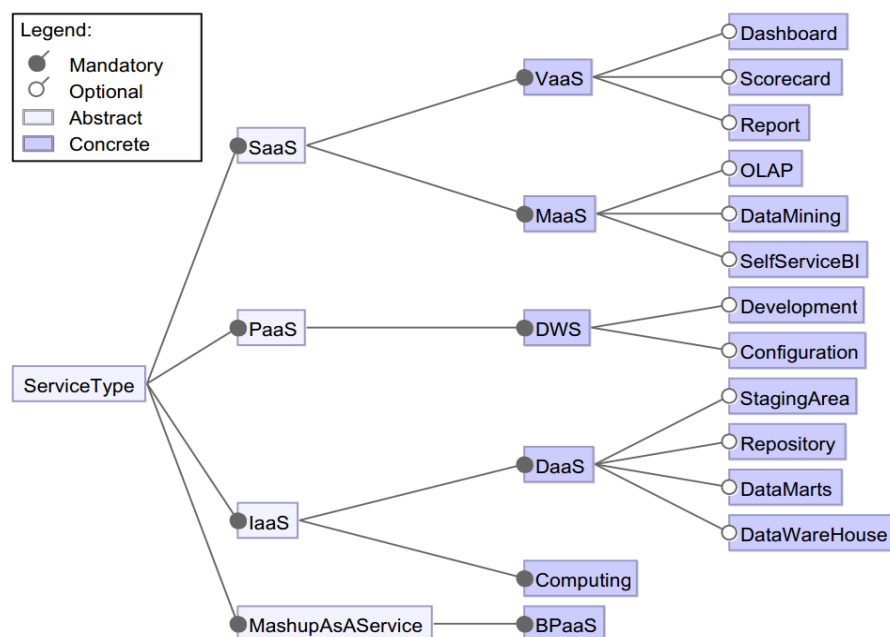 Legend:
Mandatory
Optional
Abstract
Concrete
ServiceType
SaaS
VaaS
Dashboard
Scorecard
Report
MaaS
OLAP
DataMining
SelfServiceBI
PaaS
DWS
Development
Configuration
IaaS
DaaS
StagingArea
Repository
DataMarts
DataWareHouse
Computing
MashupAsAService
BPaaS